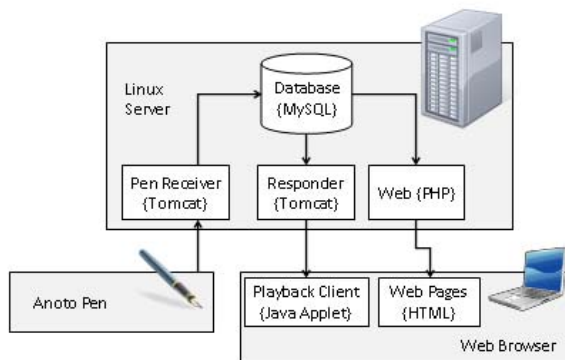 Database
{MySQL}
Linux
Server
Pen Receiver
{Tomcat}
Responder
{Tomcat}
Web {PHP}
Anoto Pen
Playback Client
{Java Applet}
Web Pages
{HTML}
Web Browser